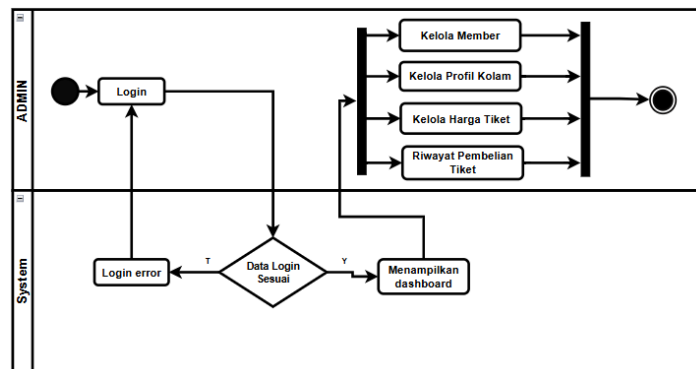 ADMIN
Login
Kelola Member
Kelola Profil Kolam
Kelola Harga Tiket
Riwayat Pembelian
Tiket
System
Login error
T
Data Login
Sesuai
Y
Menampilkan
dashboard